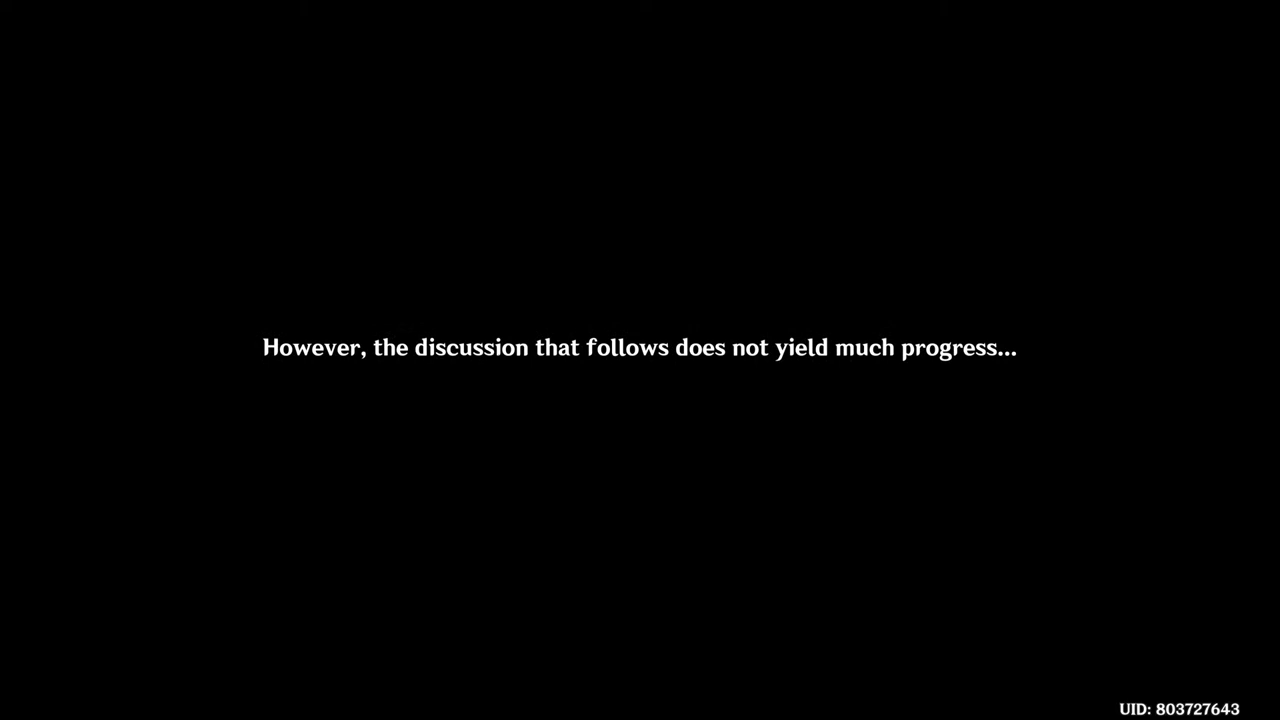 However, the discussion that follows does not yield much progress...
UID: 803727643